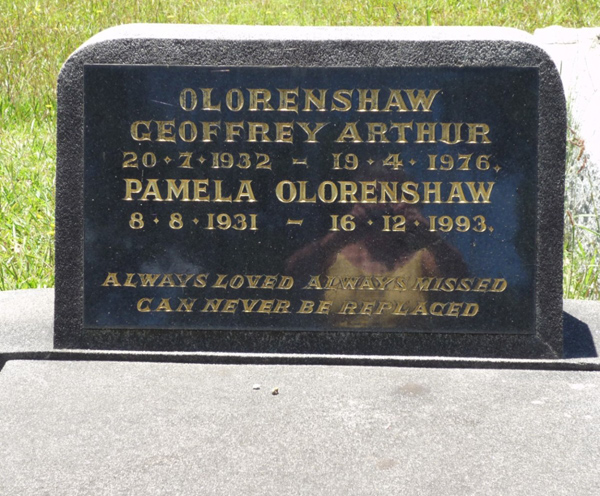 OLORENSHAW
GEOFFREY ARTHUR
20·7·1932 – 19·4·1976.
PAMELA OLORENSHAW
8·8·1931 – 16·12·1993.
ALWAYS LOVED ALWAYS MISSED
CAN NEVER BE REPLACED